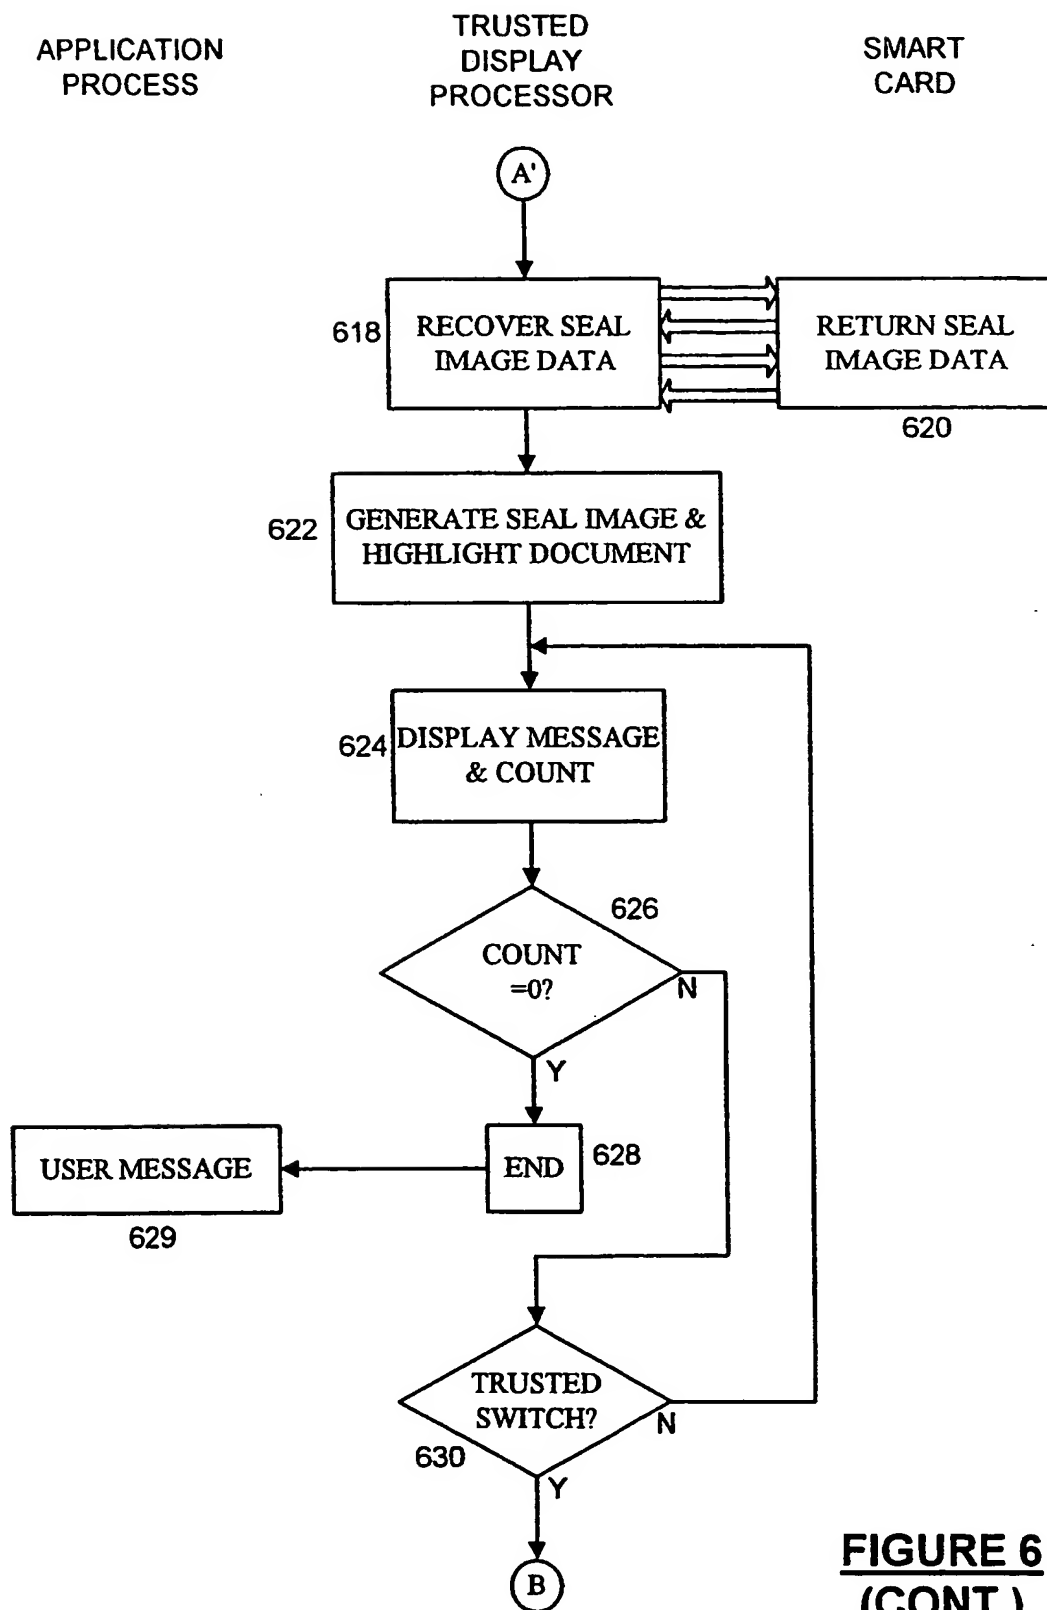 APPLICATION
PROCESS
TRUSTED
DISPLAY
PROCESSOR
SMART
CARD
A'
618
RECOVER SEAL
IMAGE DATA
RETURN SEAL
IMAGE DATA
620
622
GENERATE SEAL IMAGE &
HIGHLIGHT DOCUMENT
624
DISPLAY MESSAGE
& COUNT
626
COUNT
=0?
N
Y
USER MESSAGE
629
END
628
TRUSTED
SWITCH?
N
630
Y
B
FIGURE 6
(CONT.)